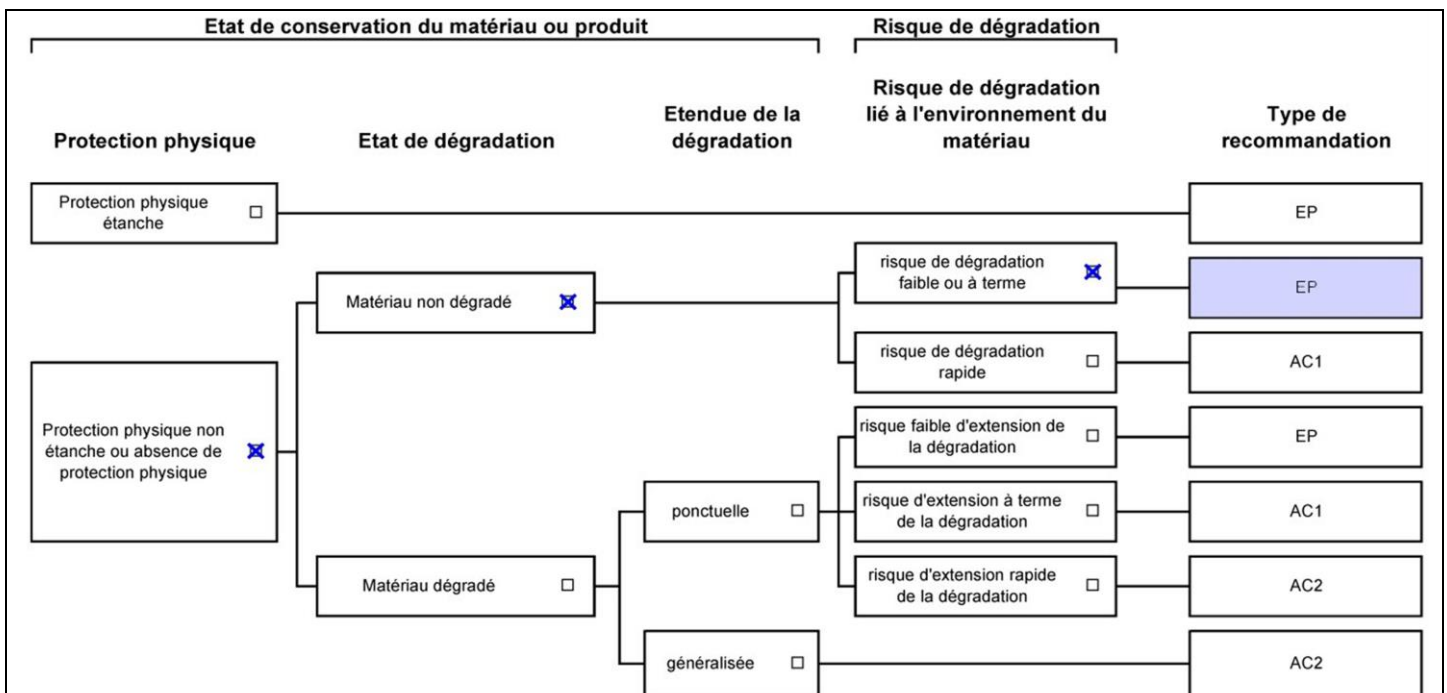 Etat de conservation du matériau ou produit
Risque de dégradation
Protection physique
Etat de dégradation
Etendue de la
dégradation
Risque de dégradation
lié à l'environnement du
matériau
Type de
recommandation
Protection physique
étanche
EP
risque de dégradation
faible ou à terme
EP
Matériau non dégradé
risque de dégradation
rapide
AC1
Protection physique non
étanche ou absence de
protection physique
risque faible d'extension de
la dégradation
EP
ponctuelle
risque d'extension à terme
de la dégradation
AC1
Matériau dégradé
risque d'extension rapide
de la dégradation
AC2
généralisée
AC2